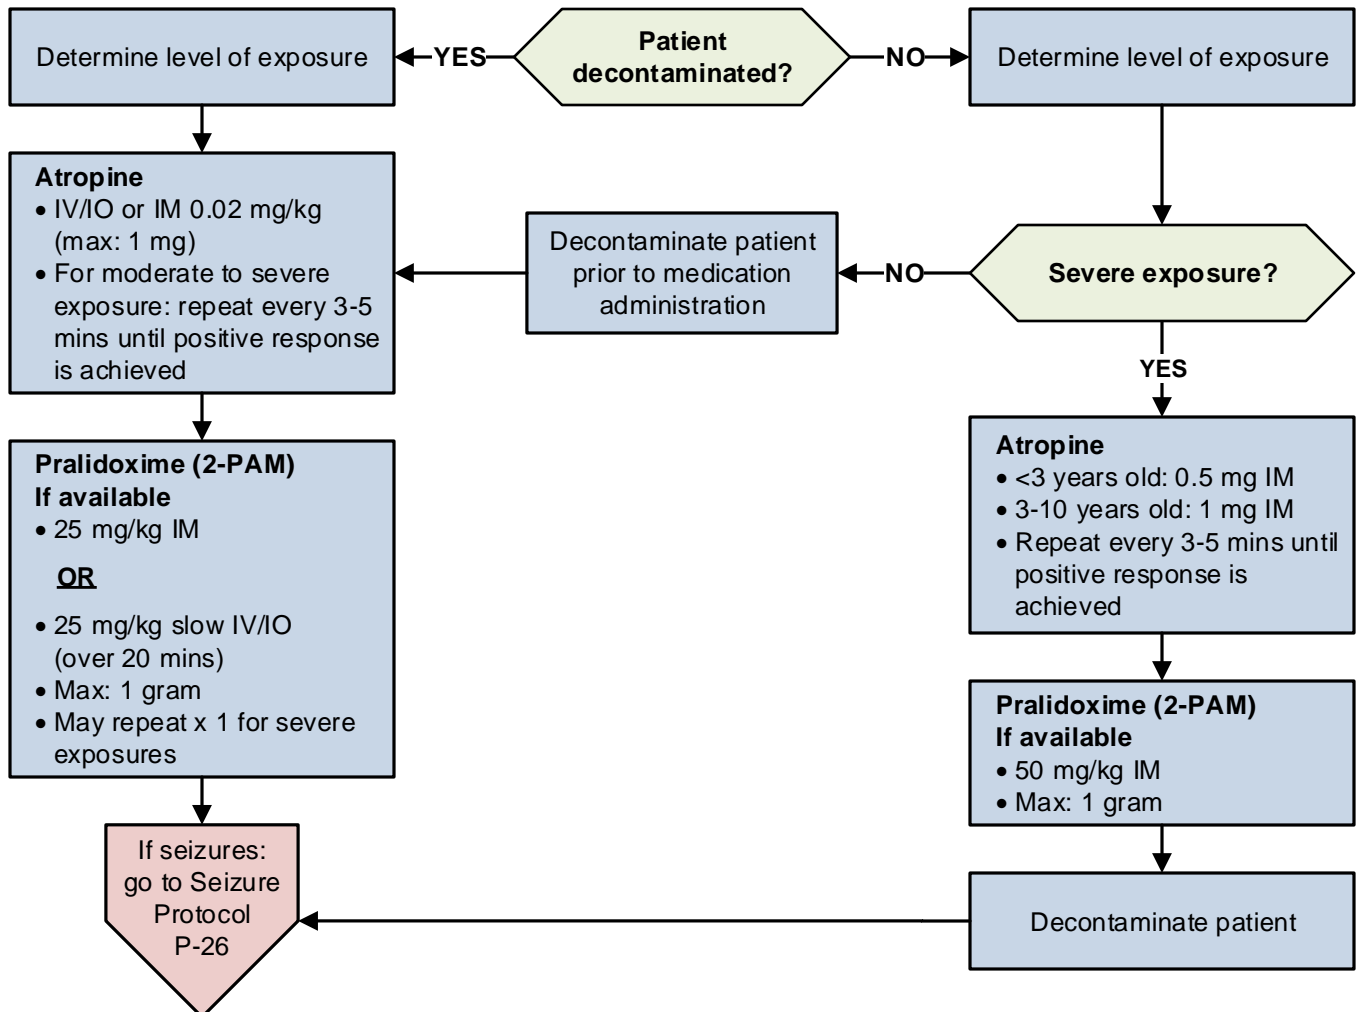 Determine level of exposure
YES
Patient
decontaminated?
NO
Determine level of exposure
Atropine
• IV/IO or IM 0.02 mg/kg
(max: 1 mg)
• For moderate to severe
exposure: repeat every 3-5
mins until positive response
is achieved
Decontaminate patient
prior to medication
administration
NO
Severe exposure?
YES
Pralidoxime (2-PAM)
If available
• 25 mg/kg IM
OR
• 25 mg/kg slow IV/IO
(over 20 mins)
• Max: 1 gram
• May repeat x 1 for severe
exposures
Atropine
• <3 years old: 0.5 mg IM
• 3-10 years old: 1 mg IM
• Repeat every 3-5 mins until
positive response is
achieved
Pralidoxime (2-PAM)
If available
• 50 mg/kg IM
• Max: 1 gram
If seizures:
go to Seizure
Protocol
P-26
Decontaminate patient